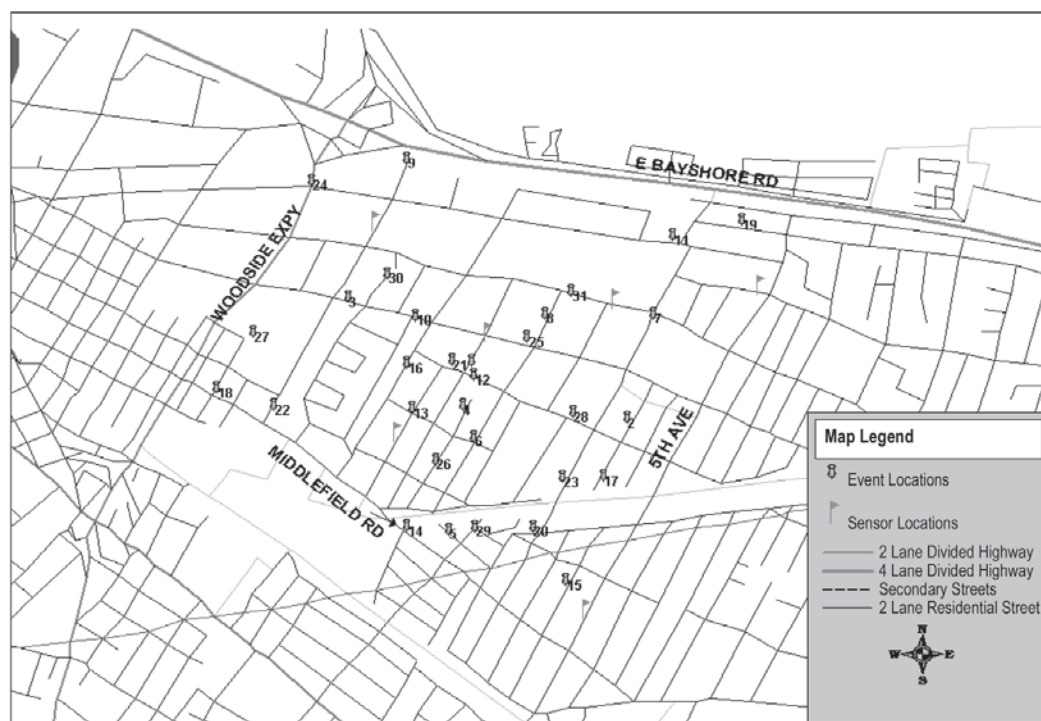 E BAYSHORE RD
9
24
19
11
WOODSIDE EXPY
30
3
31
10
8
7
27
25
16
21
12
18
22
13
4
28
2
6
5TH AVE
MIDDLEFIELD RD
26
23
17
14
5
29
20
15
Map Legend
Event Locations
Sensor Locations
2 Lane Divided Highway
4 Lane Divided Highway
Secondary Streets
2 Lane Residential Street
N
W E
S